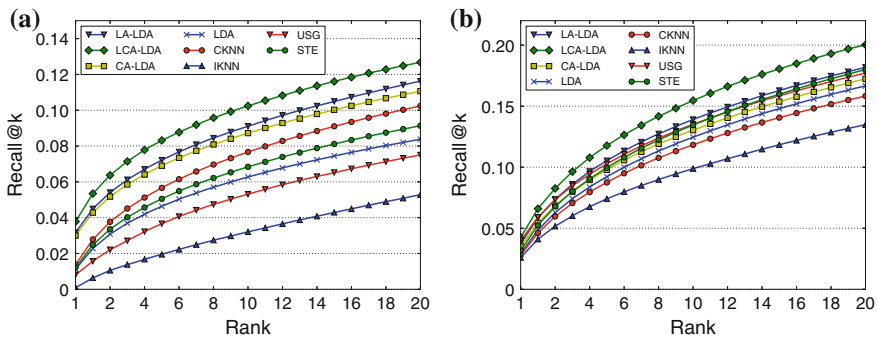 (a)
0.14
0.12
0.10
0.08
0.06
0.04
0.02
0
Recall @k
LA-LDA LDA USG
LCA-LDA CKNN STE
CA-LDA IKNN
1 2 4 6 8 10 12 14 16 18 20
Rank
(b)
0.20
0.15
0.10
0.05
0
Recall @k
LA-LDA CKNN
LCA-LDA IKNN
CA-LDA USG
LDA STE
1 2 4 6 8 10 12 14 16 18 20
Rank